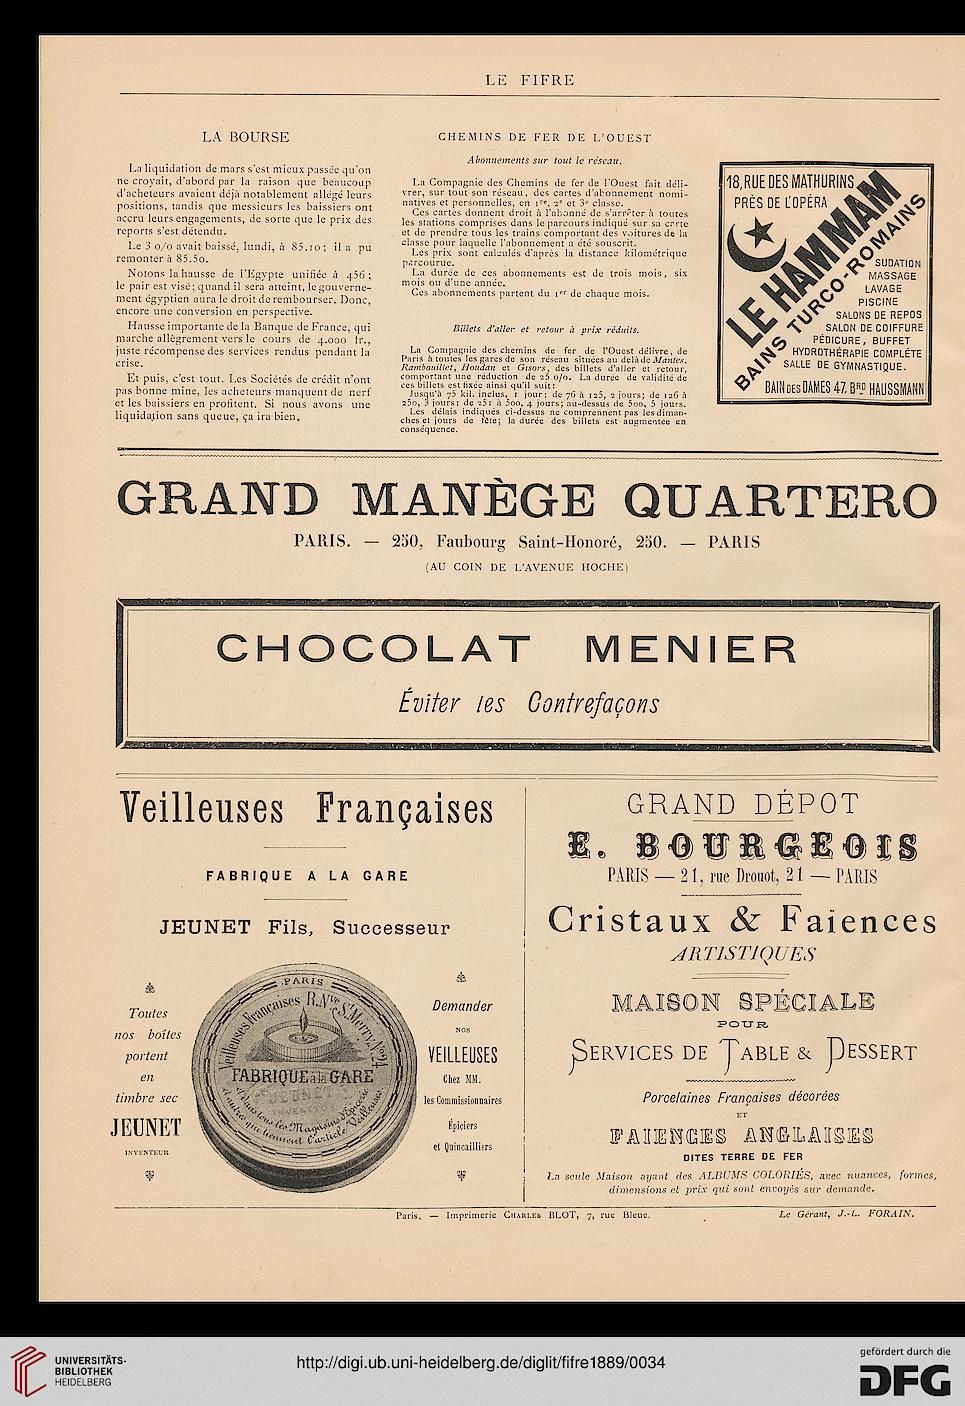 LE FIFRE
LA BOURSE
La liquidation de mars s'est mieux passée qu'on
ne croyait, d'abord par la raison que beaucoup
d'acheteurs avaient déjà notablement allégé leurs
positions, tandis que messieurs les baissiers ont
accru leurs engagements, de sorte que le prix des
reports s'est détendu.
Le 3 o/o avait baissé, lundi, à 85.10; il a pu
remonter à 85.50.
Notons la hausse de l'Egypte unifiée à 456;
le pair est visé; quand il sera atteint, le gouverne-
ment égyptien aura le droit de rembourser. Donc,
encore une conversion en perspective.
Hausse importante de la Banque de France, qui
marche allègrement vers le cours de 4.000 fr.,
juste récompense des services rendus pendant la
crise.
Et puis, c'est tout. Les Sociétés de crédit n'ont
pas bonne mine, les acheteurs manquent de nerf
et les baissiers en profitent. Si nous avons une
liquidation sans queue, ça ira bien.
CHEMINS DE FER DE L'OUEST
Abonnements sur tout le réseau.
La Compagnie des Chemins de fer de l'Ouest fait déli-
vrer, sur tout son réseau, des cartes d'abonnement nomi-
natives et personnelles, en 1re, 2e et 3e classe.
Ces cartes donnent droit à l'abonné de s'arrêter à toutes
les stations comprises dans le parcours indiqué sur sa carte
et de prendre tous les trains comportant des voitures de la
classe pour laquelle l'abonnement a été souscrit.
Les prix sont calculés d'après la distance kilométrique
parcourue.
La durée de ces abonnements est de trois mois, six
mois ou d'une année.
Ces abonnements partent du 1er de chaque mois.
Billets d'aller et retour à prix réduits.
La Compagnie des chemins de fer de l'Ouest délivre, de
Paris à toutes les gares de son réseau situées au delà de Mantes,
Rambouillet, Houdan et Gisors, des billets d'aller et retour,
comportant une réduction de 25 o/o. La durée de validité de
ces billets est fixée ainsi qu'il suit:
Jusqu'à 75 kil. inclus, 1 jour; de 76 à 125, 2 jours; de 126 à
250, 3 jours; de 251 à 500, 4 jours; au-dessus de 500, 5 jours.
Les délais indiqués ci-dessus ne comprennent pas les diman-
ches et jours de fête; la durée des billets est augmentée en
conséquence.
18, RUE DES MATHURINS
PRÈS DE L'OPÉRA
LE HAMMAM
BAINS TURCO-ROMAINS
SUDATION
MASSAGE
LAVAGE
PISCINE
SALONS DE REPOS
SALON DE COIFFURE
PÉDICURE, BUFFET
HYDROTHÉRAPIE COMPLÉTE
SALLE DE GYMNASTIQUE.
BAIN DES DAMES 47, BRD HAUSSMANN
GRAND MANÈGE QUARTERO
PARIS. — 250, Faubourg Saint-Honoré, 250. — PARIS
(AU COIN DE L'AVENUE HOCHE)
CHOCOLAT MENIER
Éviter les Contrefaçons
Veilleuses Françaises
FABRIQUE A LA GARE
JEUNET Fils, Successeur
Toutes
nos boîtes
portent
en
timbre sec
JEUNET
INVENTEUR
PARIS
Veilleuses Françaises R. Nve St Merry, No 24
FABRIQUE à la GARE
JEUNET
INVENTEUR
Demander
NOS
VEILLEUSES
Chez MM.
les Commissionnaires
Épiciers
et Quincailliers
GRAND DÉPOT
E. BOURGEOIS
PARIS — 21, rue Drouot, 21 — PARIS
Cristaux & Faïences
ARTISTIQUES
MAISON SPÉCIALE
POUR
SERVICES DE TABLE & DESSERT
Porcelaines Françaises décorées
ET
FAIENCES ANGLAISES
DITES TERRE DE FER
La seule Maison ayant des ALBUMS COLORIÉS, avec nuances, formes,
dimensions et prix qui sont envoyés sur demande.
Paris. — Imprimerie CHARLES BLOT, 7, rue Bleue.
Le Gérant, J.-L. FORAIN.
UNIVERSITÄTS-
BIBLIOTHEK
HEIDELBERG
http://digi.ub.uni-heidelberg.de/diglit/fifre1889/0034
gefördert durch die
DFG